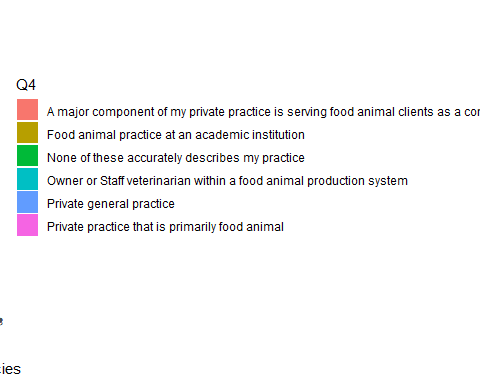 Q4
A major component of my private practice is serving food animal clients as a
Food animal practice at an academic institution
None of these accurately describes my practice
Owner or Staff veterinarian within a food animal production system
Private general practice
Private practice that is primarily food animal